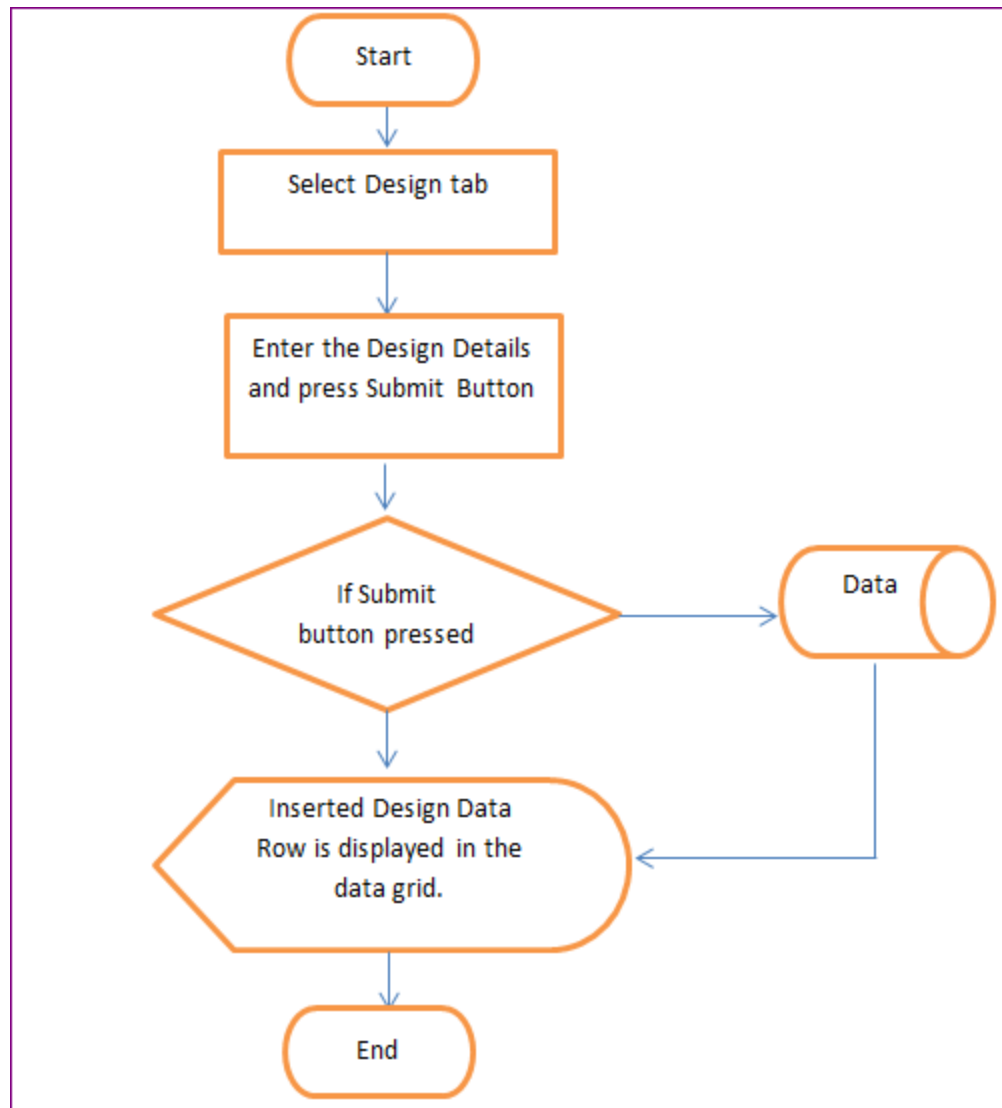 Start
Select Design tab
Enter the Design Details
and press Submit Button
If Submit
button pressed
Data
Inserted Design Data
Row is displayed in the
data grid.
End